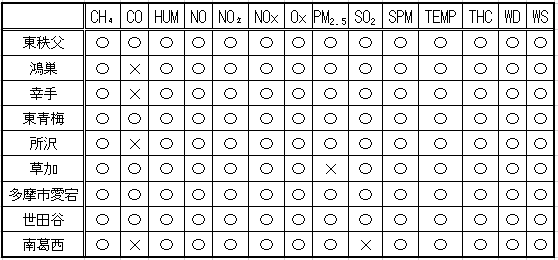 CH₄ CO HUM NO NO₂ NOx Ox PM₂.₅ SO₂ SPM TEMP THC WD WS
東秩父 ○ ○ ○ ○ ○ ○ ○ ○ ○ ○ ○ ○ ○ ○
鴻巣 ○ × ○ ○ ○ ○ ○ ○ ○ ○ ○ ○ ○ ○
幸手 ○ × ○ ○ ○ ○ ○ ○ ○ ○ ○ ○ ○ ○
東青梅 ○ ○ ○ ○ ○ ○ ○ ○ ○ ○ ○ ○ ○ ○
所沢 ○ × ○ ○ ○ ○ ○ ○ ○ ○ ○ ○ ○ ○
草加 ○ ○ ○ ○ ○ ○ ○ × ○ ○ ○ ○ ○ ○
多摩市愛宕 ○ ○ ○ ○ ○ ○ ○ ○ ○ ○ ○ ○ ○ ○
世田谷 ○ ○ ○ ○ ○ ○ ○ ○ ○ ○ ○ ○ ○ ○
南葛西 ○ × ○ ○ ○ ○ ○ ○ × ○ ○ ○ ○ ○